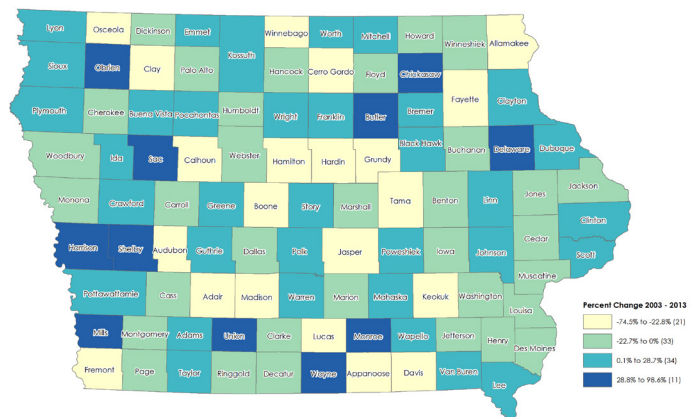 Lyon
Osceola
Dickinson
Emmet
Winnebago
Worth
Mitchell
Howard
Winneshiek
Allamakee
Kossuth
Sioux
Obrien
Clay
Palo Alto
Hancock
Cerro Gordo
Floyd
Chickasaw
Fayette
Clayton
Plymouth
Cherokee
Buena Vista
Pocahontas
Humboldt
Wright
Franklin
Butler
Bremer
Woodbury
Ida
Sac
Calhoun
Webster
Hamilton
Hardin
Grundy
Black Hawk
Buchanan
Delaware
Dubuque
Monona
Crawford
Carroll
Greene
Boone
Story
Marshall
Tama
Benton
Linn
Jones
Jackson
Clinton
Harrison
Shelby
Audubon
Guthrie
Dallas
Polk
Jasper
Poweshiek
Iowa
Johnson
Cedar
Scott
Muscatine
Pottawattamie
Cass
Adair
Madison
Warren
Marion
Mahaska
Keokuk
Washington
Louisa
Mills
Montgomery
Adams
Union
Clarke
Lucas
Monroe
Wapello
Jefferson
Henry
Des Moines
Fremont
Page
Taylor
Ringgold
Decatur
Wayne
Appanoose
Davis
Van Buren
Lee
Percent Change 2003 - 2013
-74.5% to -22.8% (21)
-22.7% to 0% (33)
0.1% to 28.7% (34)
28.8% to 98.6% (11)